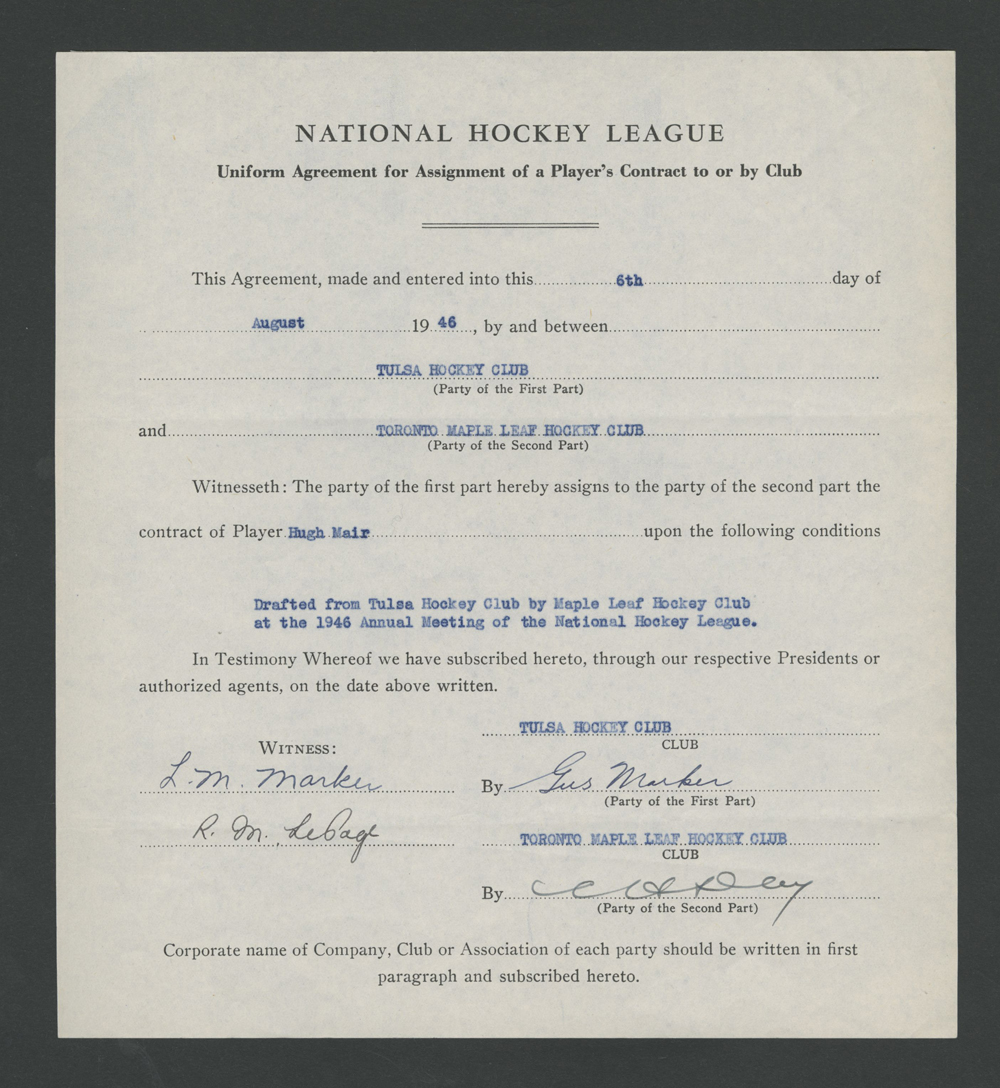 NATIONAL HOCKEY LEAGUE
Uniform Agreement for Assignment of a Player's Contract to or by Club
This Agreement, made and entered into this 6th day of
August 19 46, by and between
TULSA HOCKEY CLUB
(Party of the First Part)
and TORONTO MAPLE LEAF HOCKEY CLUB
(Party of the Second Part)
Witnesseth: The party of the first part hereby assigns to the party of the second part the
contract of Player Hugh Mair upon the following conditions
Drafted from Tulsa Hockey Club by Maple Leaf Hockey Club
at the 1946 Annual Meeting of the National Hockey League.
In Testimony Whereof we have subscribed hereto, through our respective Presidents or
authorized agents, on the date above written.
TULSA HOCKEY CLUB
WITNESS: CLUB
L. M. Marker By Gus Marker
(Party of the First Part)
R. M. LePage TORONTO MAPLE LEAF HOCKEY CLUB
CLUB
By
(Party of the Second Part)
Corporate name of Company, Club or Association of each party should be written in first
paragraph and subscribed hereto.